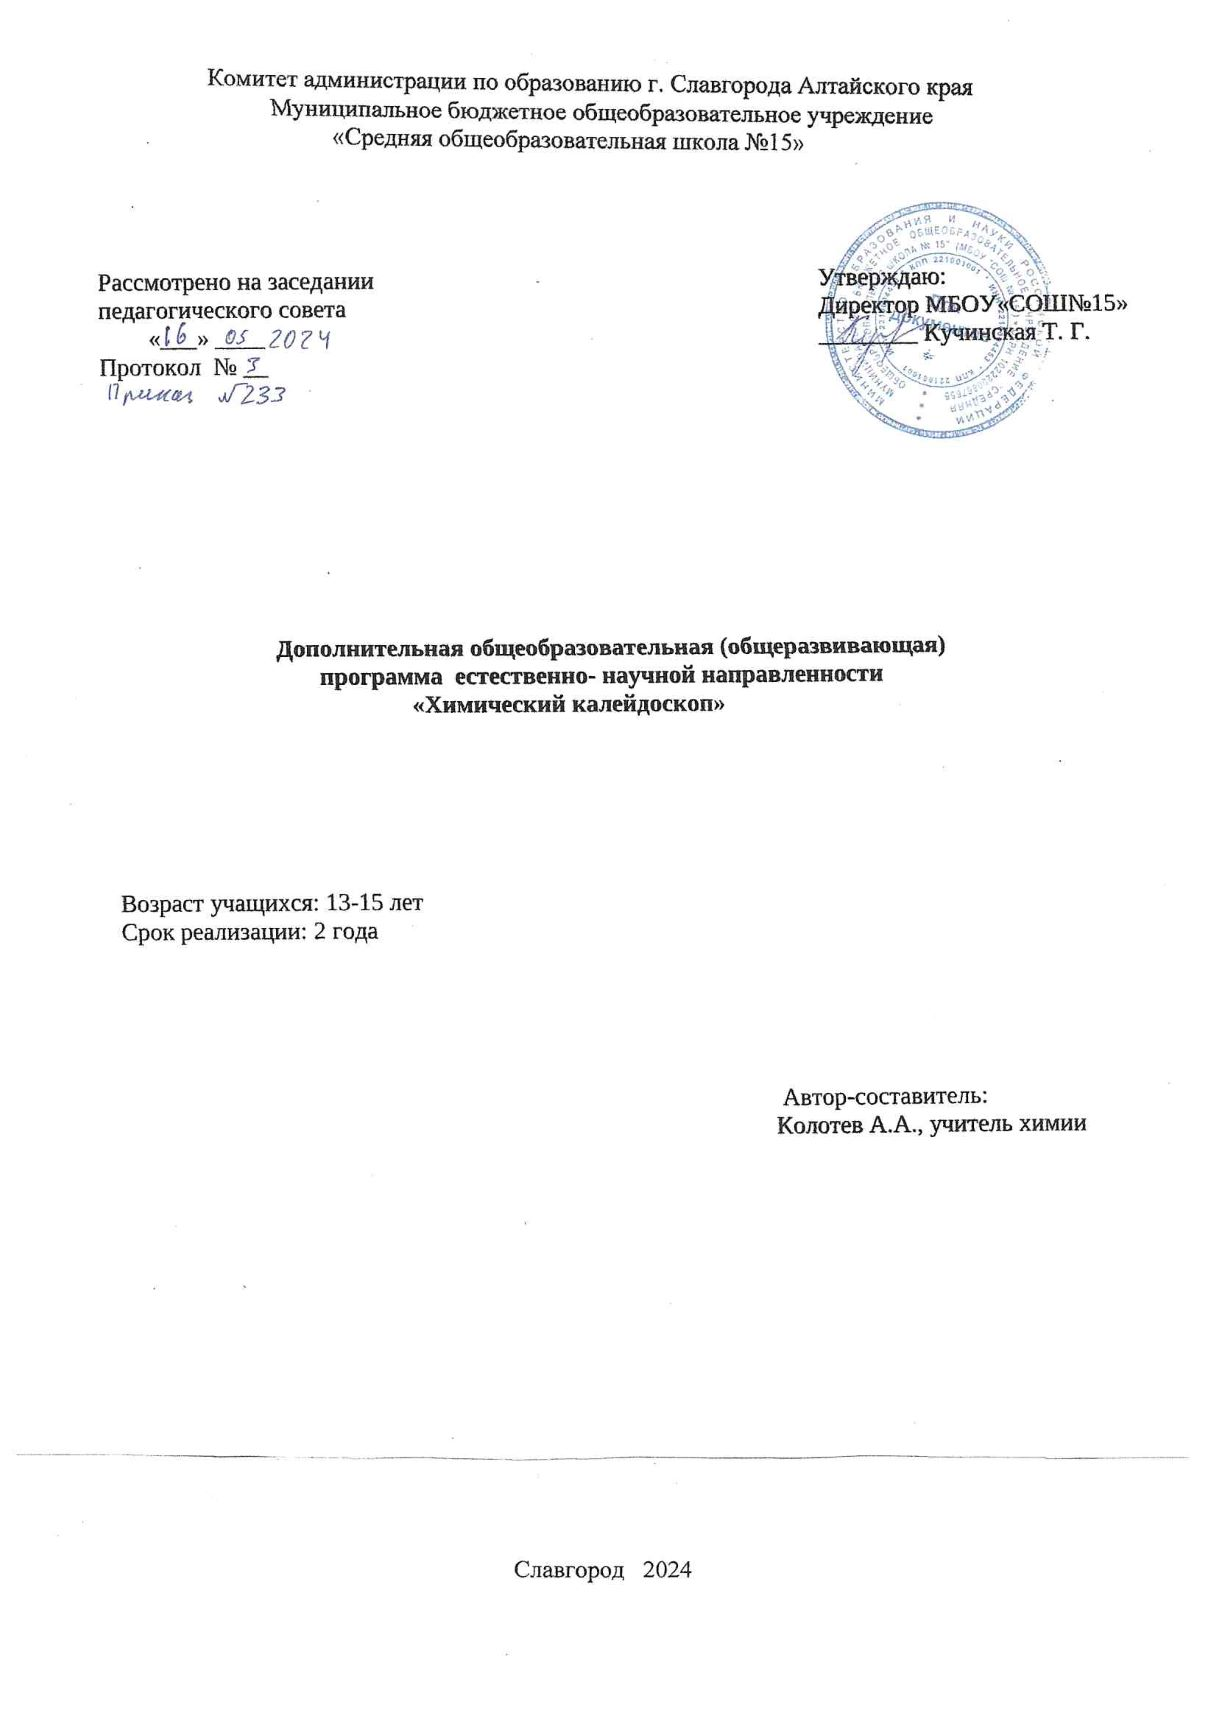 Комитет администрации по образованию г. Славгорода Алтайского края
Муниципальное бюджетное общеобразовательное учреждение
«Средняя общеобразовательная школа №15»
Рассмотрено на заседании
педагогического совета
«16» 05 2024
Протокол № 3
Приказ №233
Утверждаю:
Директор МБОУ«СОШ№15»
Кучинская Т. Г.
Дополнительная общеобразовательная (общеразвивающая)
программа естественно- научной направленности
«Химический калейдоскоп»
Возраст учащихся: 13-15 лет
Срок реализации: 2 года
Автор-составитель:
Колотев А.А., учитель химии
Славгород 2024